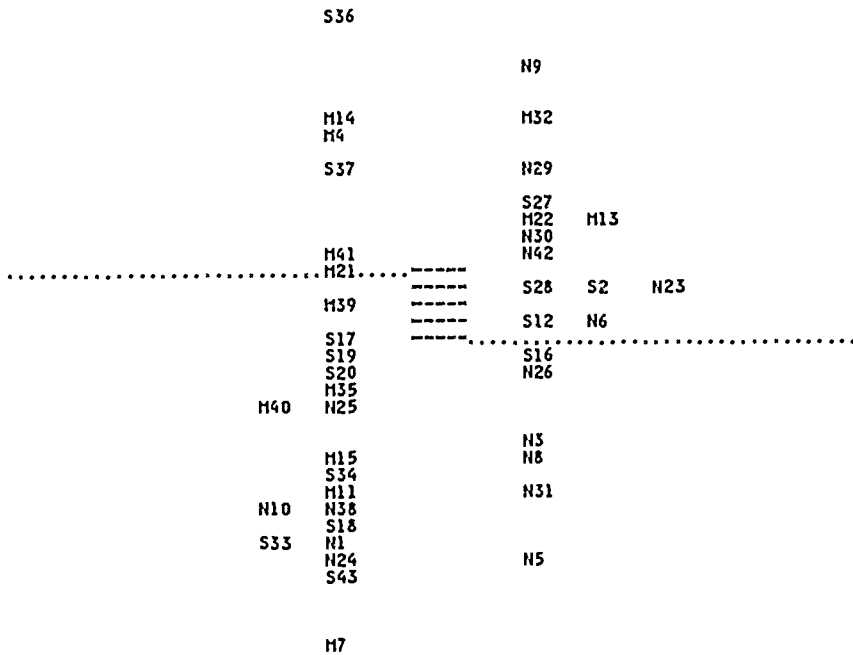 S36
N9
M14 M32
M4
S37 N29
S27
M22 M13
N30
M41 N42
M21
S28 S2 N23
M39
S12 N6
S17
S19 S16
S20 N26
M35
M40 N25
N3
M15 N8
S34
M11 N31
N10 N38
S18
S33 N1
N24 N5
S43
M7